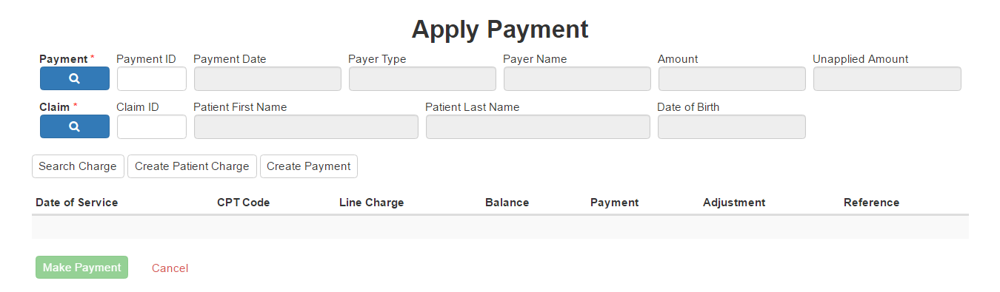 Apply Payment
Payment * Payment ID Payment Date Payer Type Payer Name Amount Unapplied Amount
Claim * Claim ID Patient First Name Patient Last Name Date of Birth
Search Charge Create Patient Charge Create Payment
Date of Service CPT Code Line Charge Balance Payment Adjustment Reference
Make Payment Cancel